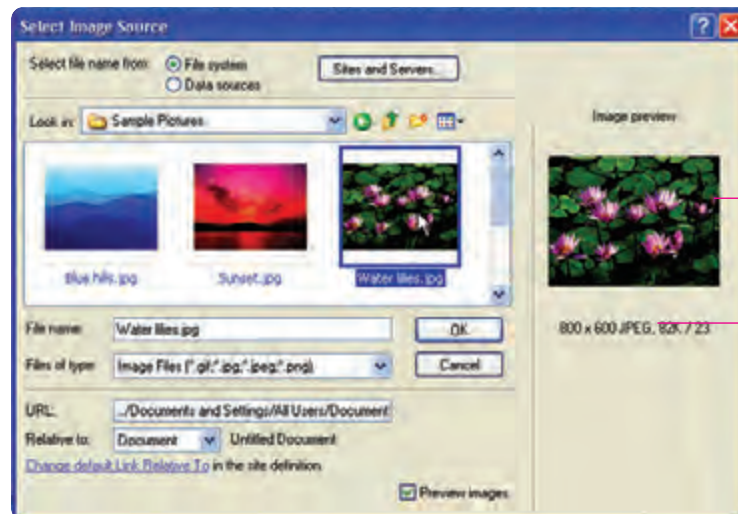 Select Image Source
Select file name from: File system Sites and Servers...
Data sources
Look in: Sample Pictures
Image preview
Blue hills.jpg Sunset.jpg Water lilies.jpg
File name: Water lilies.jpg OK
800 x 600 JPEG, 82K / 23
Files of type: Image Files (*.gif;*.jpg;*.jpeg;*.png) Cancel
URL: ../Documents and Settings/All Users/Document
Relative to: Document Untitled Document
Change default Link Relative To in the site definition.
Preview images